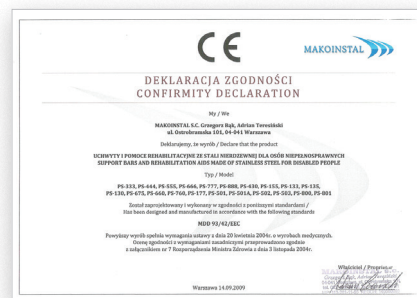 CE
MAKOINSTAL
DEKLARACJA ZGODNOŚCI
CONFIRMITY DECLARATION
My / We
MAKOINSTAL S.C. Grzegorz Bąk, Adrian Teresiński
ul. Ostrobramska 101, 04-041 Warszawa
Deklarujemy, że wyrób / Declare that the product
UCHWYTY I POMOCE REHABILITACYJNE ZE STALI NIERDZEWNEJ DLA OSÓB NIEPEŁNOSPRAWNYCH
SUPPORT BARS AND REHABILITATION AIDS MADE OF STAINLESS STEEL FOR DISABLED PEOPLE
Typ / Model
PS-333, PS-444, PS-555, PS-666, PS-777, PS-888, PS-430, PS-155, PS-133, PS-135,
PS-130, PS-675, PS-660, PS-760, PS-177, PS-501, PS-501A, PS-502, PS-503, PS-800, PS-801
Został zaprojektowany i wykonany w zgodności z poniższymi standardami /
Has been designed and manufactured in accordance with the following standards
MDD 93/42/EEC
Powyższy wyrób spełnia wymagania ustawy z dnia 20 kwietnia 2004r. o wyrobach medycznych.
Ocenę zgodności z wymaganiami zasadniczymi przeprowadzono zgodnie
z załącznikiem nr 7 Rozporządzenia Ministra Zdrowia z dnia 3 listopada 2004r.
Właściciel / Proprietor
Warszawa 14.09.2009